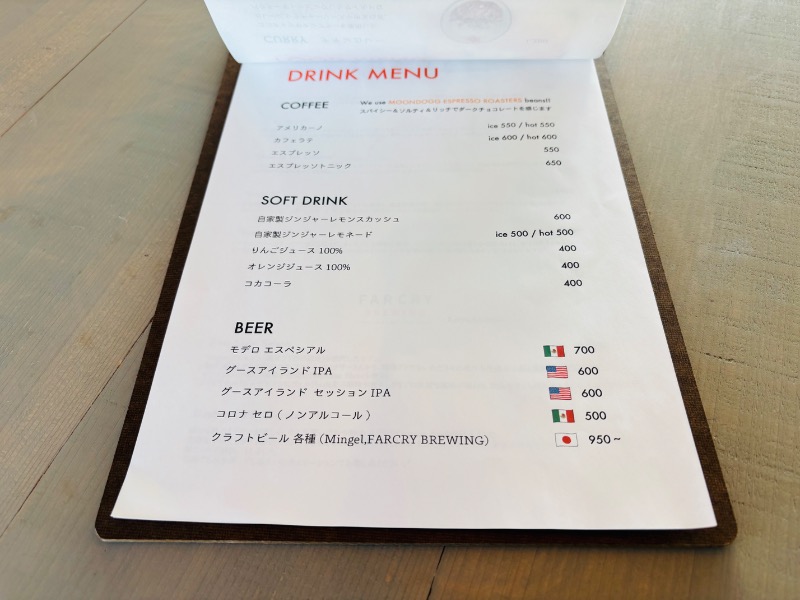 CURRY
DRINK MENU
COFFEE We use MOONDOOG ESPRESSO ROASTERS beans!!
スパイシー&ソルティ&リッチでダークチョコレートを感じます
アメリカーノ ice 550 / hot 550
カフェラテ ice 600 / hot 600
エスプレッソ 550
エスプレッソトニック 650
SOFT DRINK
自家製ジンジャーレモンスカッシュ 600
自家製ジンジャーレモネード ice 500 / hot 500
りんごジュース 100% 400
オレンジジュース 100% 400
コカコーラ 400
FARCRY
BEER
モデロ エスペシアル 700
グースアイランド IPA 600
グースアイランド セッション IPA 600
コロナ セロ ( ノンアルコール ) 500
クラフトビール 各種 (Mingel,FARCRY BREWING) 950 ~